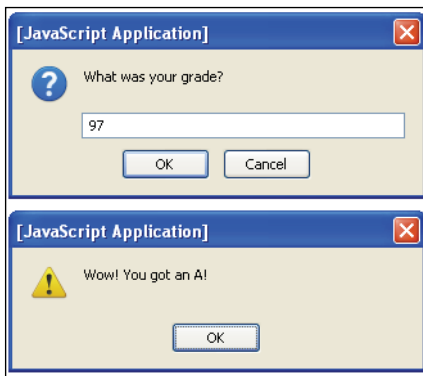 [JavaScript Application]
What was your grade?
97
OK Cancel
[JavaScript Application]
Wow! You got an A!
OK